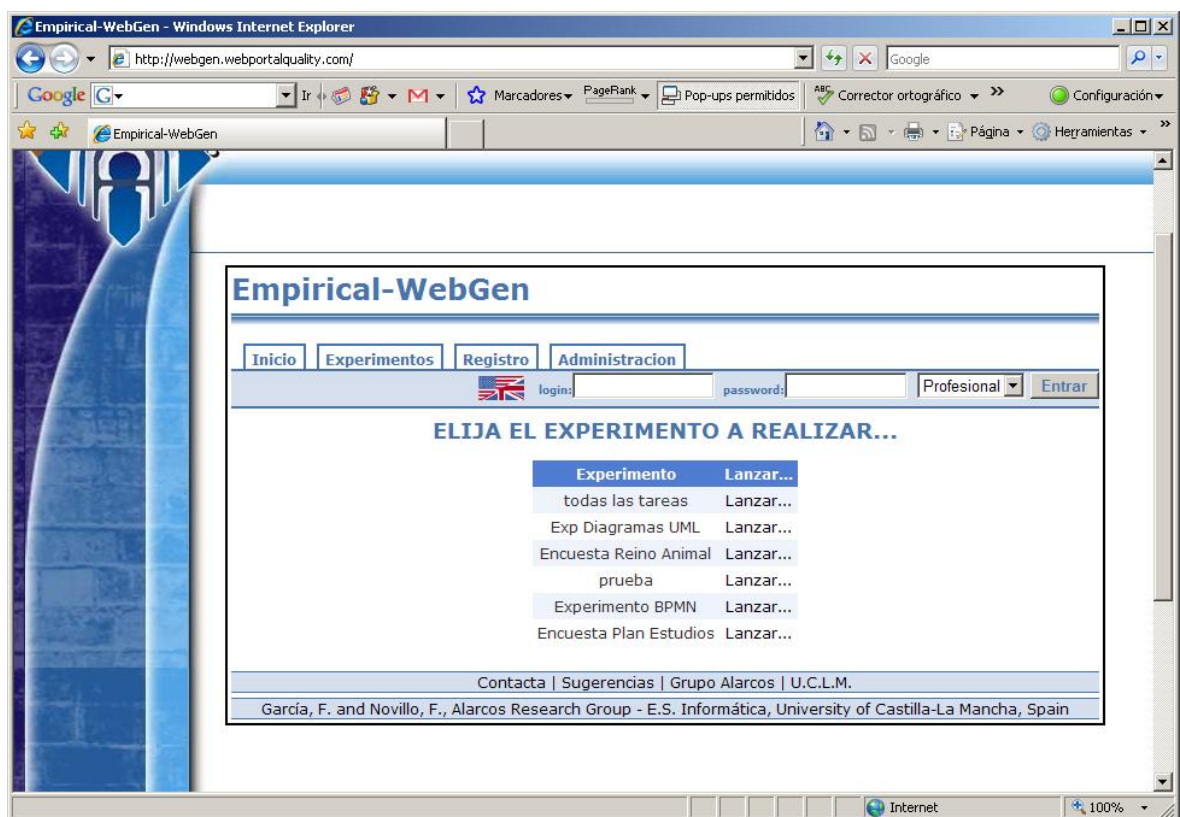 Empirical-WebGen - Windows Internet Explorer
http://webgen.webportalquality.com/
Google
Google G Ir Marcadores PageRank Pop-ups permitidos ABC Corrector ortográfico » Configuración
Empirical-WebGen Página Herramientas »
Empirical-WebGen
Inicio Experimentos Registro Administracion
login: password: Profesional Entrar
ELIJA EL EXPERIMENTO A REALIZAR...
Experimento Lanzar...
todas las tareas Lanzar...
Exp Diagramas UML Lanzar...
Encuesta Reino Animal Lanzar...
prueba Lanzar...
Experimento BPMN Lanzar...
Encuesta Plan Estudios Lanzar...
Contacta | Sugerencias | Grupo Alarcos | U.C.L.M.
García, F. and Novillo, F., Alarcos Research Group - E.S. Informática, University of Castilla-La Mancha, Spain
Internet 100%